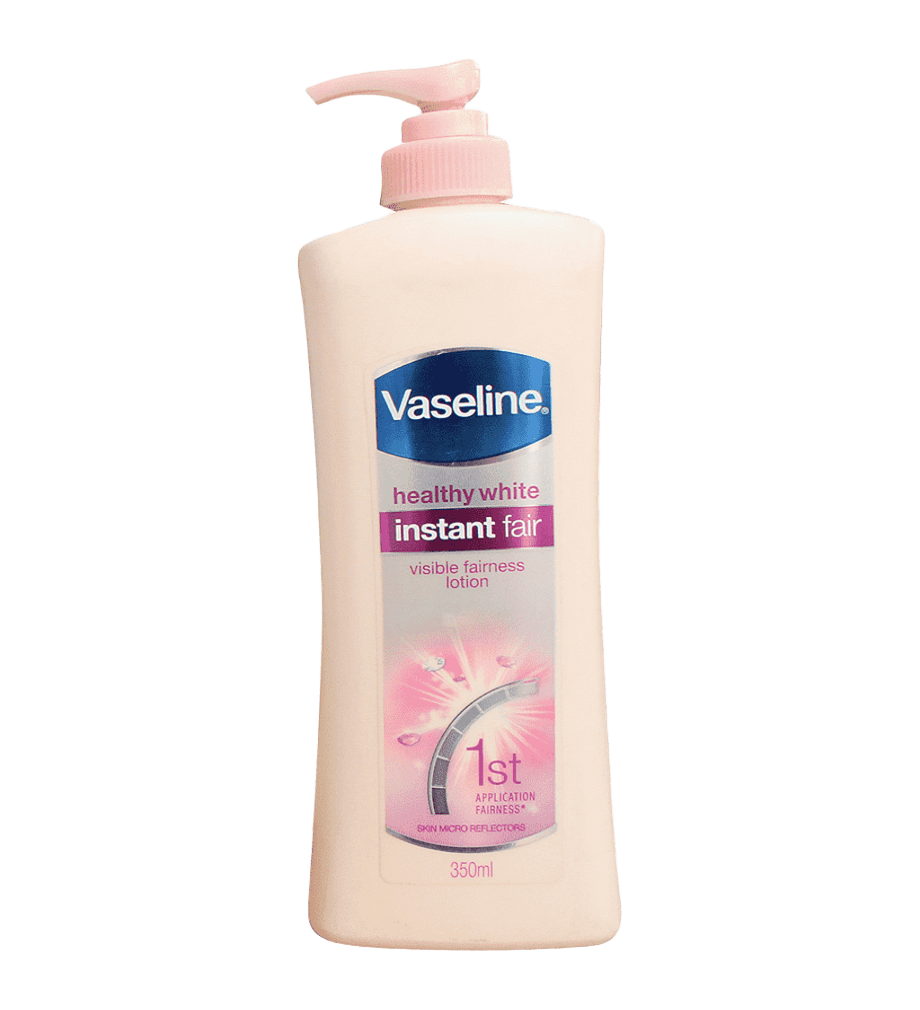 Vaseline®
healthy white
instant fair
visible fairness
lotion
1st
APPLICATION
FAIRNESS*
SKIN MICRO REFLECTORS
350ml